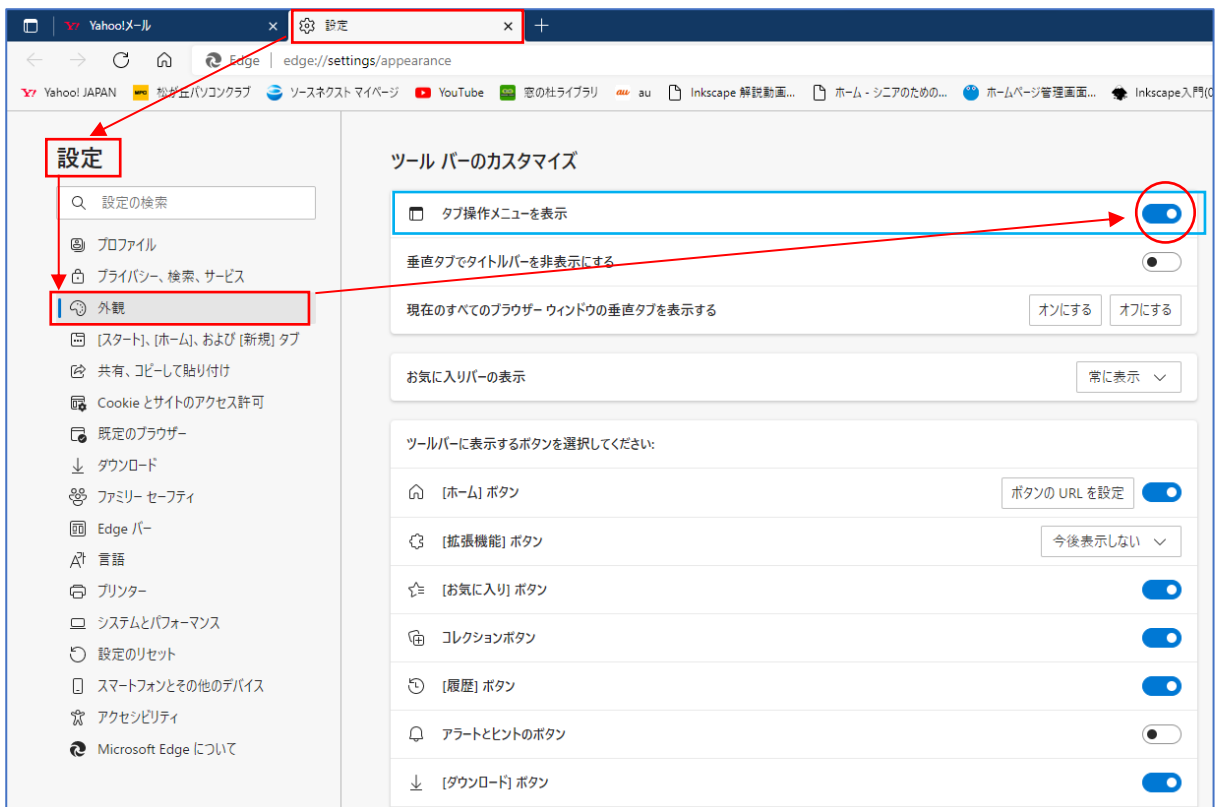 Yahoo!メール
設定
Edge | edge://settings/appearance
Yahoo! JAPAN 松が丘パソコンクラブ ソースネクスト マイページ YouTube 窓の杜ライブラリ au Inkscape 解説動画... ホーム - シニアのための... ホームページ管理画面... Inkscape入門(
設定
設定の検索
プロファイル
プライバシー、検索、サービス
外観
[スタート]、[ホーム]、および [新規] タブ
共有、コピーして貼り付け
Cookie とサイトのアクセス許可
既定のブラウザー
ダウンロード
ファミリー セーフティ
Edge バー
言語
プリンター
システムとパフォーマンス
設定のリセット
スマートフォンとその他のデバイス
アクセシビリティ
Microsoft Edge について
ツール バーのカスタマイズ
タブ操作メニューを表示
垂直タブでタイトルバーを非表示にする
現在のすべてのブラウザー ウィンドウの垂直タブを表示する オンにする オフにする
お気に入りバーの表示 常に表示
ツールバーに表示するボタンを選択してください:
[ホーム] ボタン ボタンの URL を設定
[拡張機能] ボタン 今後表示しない
[お気に入り] ボタン
コレクションボタン
[履歴] ボタン
アラートとヒントのボタン
[ダウンロード] ボタン